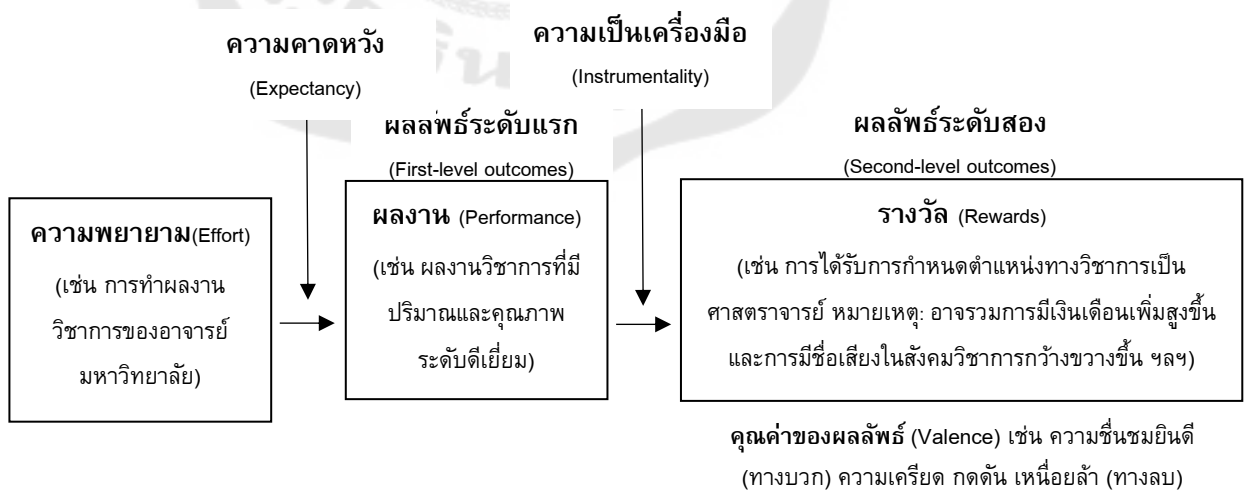 ความคาดหวัง
(Expectancy)
ความเป็นเครื่องมือ
(Instrumentality)
ผลลัพธ์ระดับแรก
(First-level outcomes)
ผลลัพธ์ระดับสอง
(Second-level outcomes)
ความพยายาม(Effort)
(เช่น การทำผลงาน
วิชาการของอาจารย์
มหาวิทยาลัย)
ผลงาน (Performance)
(เช่น ผลงานวิชาการที่มี
ปริมาณและคุณภาพ
ระดับดีเยี่ยม)
รางวัล (Rewards)
(เช่น การได้รับการกำหนดตำแหน่งทางวิชาการเป็น
ศาสตราจารย์ หมายเหตุ: อาจรวมการมีเงินเดือนเพิ่มสูงขึ้น
และการมีชื่อเสียงในสังคมวิชาการกว้างขวางขึ้น ฯลฯ)
คุณค่าของผลลัพธ์ (Valence) เช่น ความชื่นชมยินดี
(ทางบวก) ความเครียด กดดัน เหนื่อยล้า (ทางลบ)